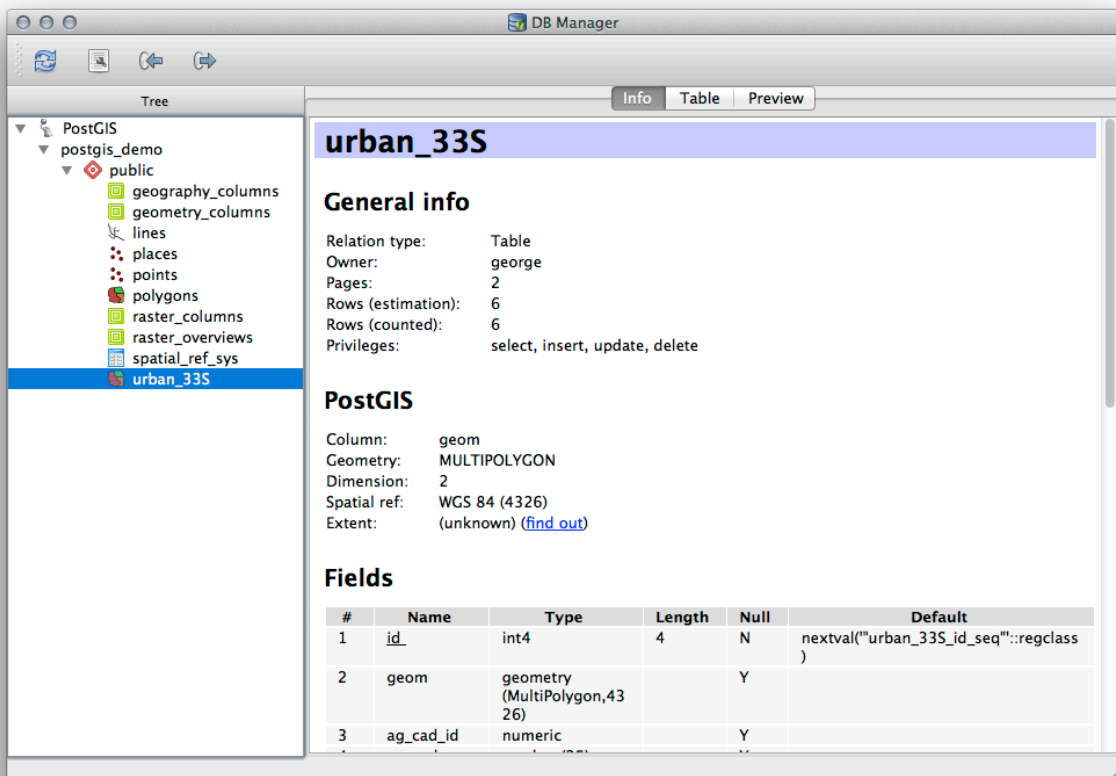 DB Manager
Tree
Info Table Preview
PostGIS
postgis_demo
public
geography_columns
geometry_columns
lines
places
points
polygons
raster_columns
raster_overviews
spatial_ref_sys
urban_33S
urban_33S
General info
Relation type: Table
Owner: george
Pages: 2
Rows (estimation): 6
Rows (counted): 6
Privileges: select, insert, update, delete
PostGIS
Column: geom
Geometry: MULTIPOLYGON
Dimension: 2
Spatial ref: WGS 84 (4326)
Extent: (unknown) (find out)
Fields
# Name Type Length Null Default
1 id int4 4 N nextval('"urban_33S_id_seq"'::regclass
)
2 geom geometry Y
(MultiPolygon,43
26)
3 ag_cad_id numeric Y